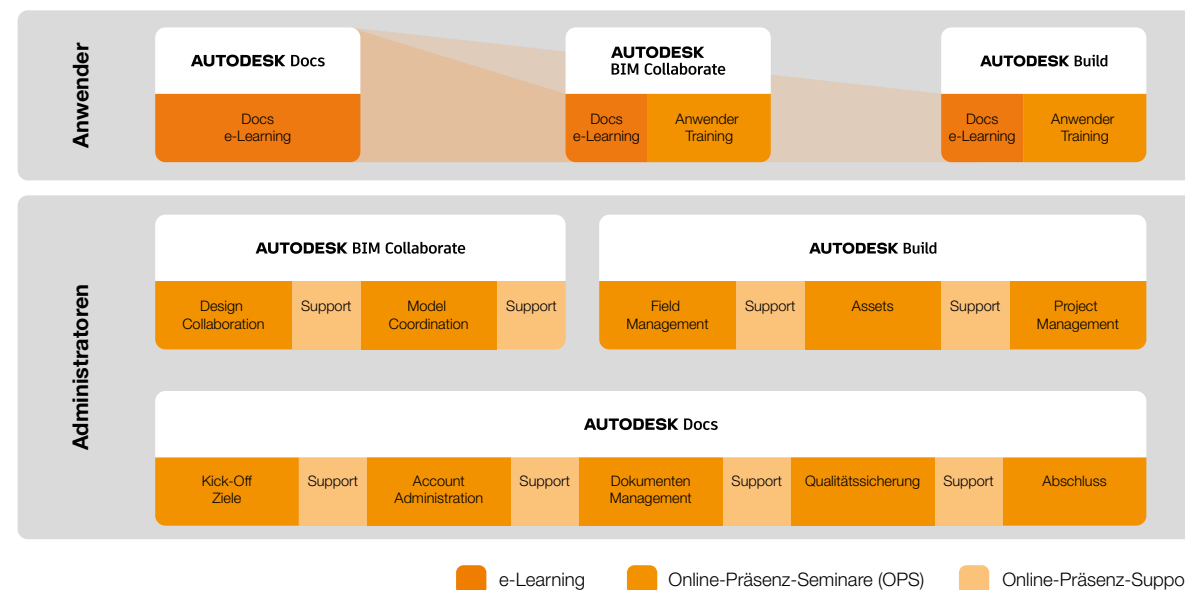 Anwender
AUTODESK Docs
Docs
e-Learning
AUTODESK
BIM Collaborate
Docs
e-Learning
Anwender
Training
AUTODESK Build
Docs
e-Learning
Anwender
Training
Administratoren
AUTODESK BIM Collaborate
Design
Collaboration
Support
Model
Coordination
Support
AUTODESK Build
Field
Management
Support
Assets
Support
Project
Management
AUTODESK Docs
Kick-Off
Ziele
Support
Account
Administration
Support
Dokumenten
Management
Support
Qualitätssicherung
Support
Abschluss
e-Learning
Online-Präsenz-Seminare (OPS)
Online-Präsenz-Suppo